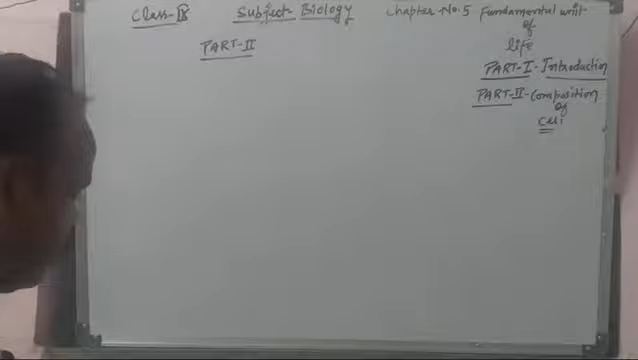 Class-IX Subject- Biology Chapter-No.5 Fundamental unit-
of
life
PART-II
PART-I-Introduction
PART-II-Composition
of
Cell